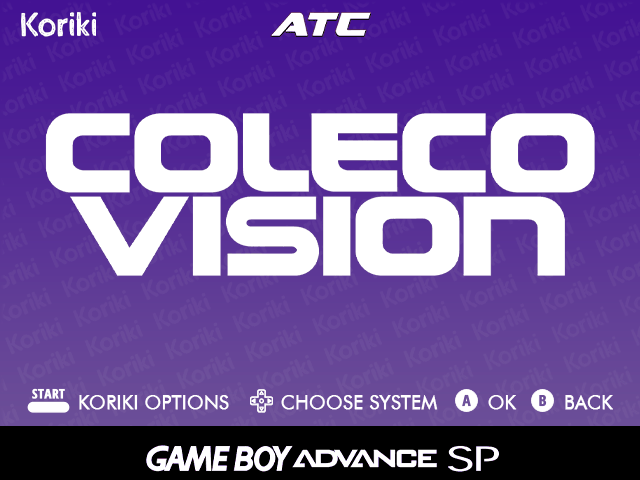 Koriki
ATC
COLECO
VISION
START KORIKI OPTIONS CHOOSE SYSTEM A OK B BACK
GAME BOY ADVANCE SP